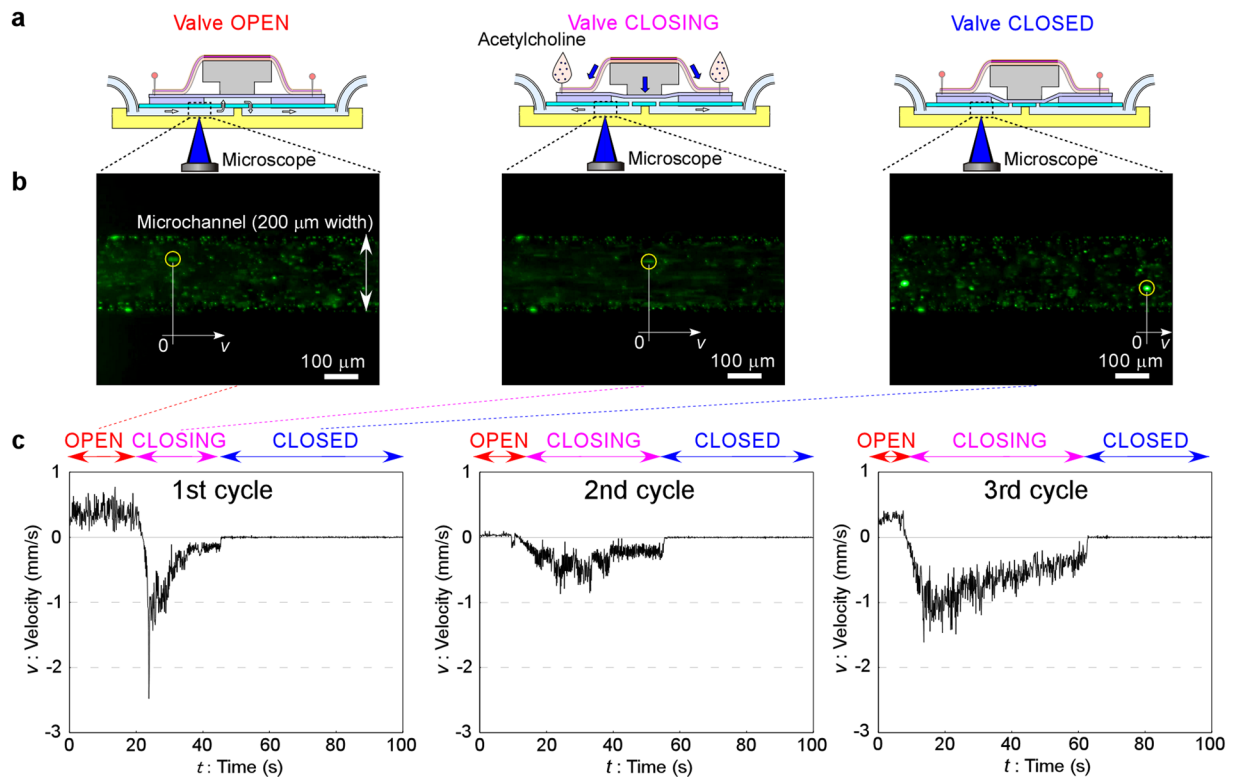 a
Valve OPEN
Valve CLOSING
Valve CLOSED
Acetylcholine
Microscope
Microscope
Microscope
b
Microchannel (200 μm width)
0
v
100 μm
0
v
100 μm
0
v
100 μm
c
OPEN
CLOSING
CLOSED
OPEN
CLOSING
CLOSED
OPEN
CLOSING
CLOSED
1st cycle
v : Velocity (mm/s)
1
0
-1
-2
-3
0
20
40
60
80
100
t : Time (s)
2nd cycle
v : Velocity (mm/s)
1
0
-1
-2
-3
0
20
40
60
80
100
t : Time (s)
3rd cycle
v : Velocity (mm/s)
1
0
-1
-2
-3
0
20
40
60
80
100
t : Time (s)